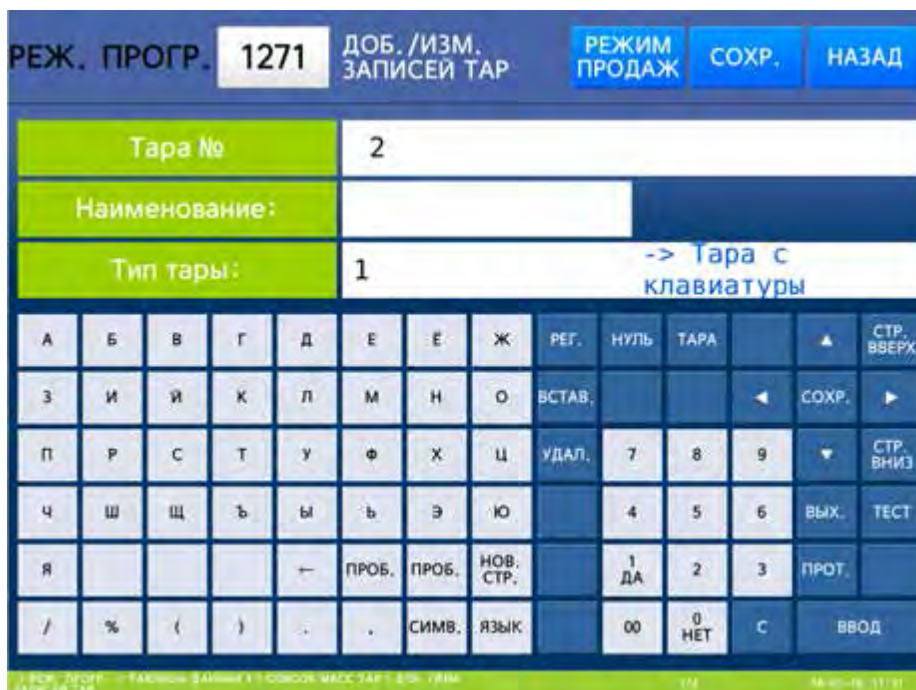 РЕЖ. ПРОГР. 1271 ДОБ./ИЗМ. ЗАПИСЕЙ ТАР РЕЖИМ ПРОДАЖ СОХР. НАЗАД
Тара № 2
Наименование:
Тип тары: 1 -> Тара с клавиатуры
А Б В Г Д Е Ё Ж РЕГ. НУЛЬ ТАРА ▲ СТР. ВВЕРХ
З И Й К Л М Н О ВСТАВ. ◄ СОХР. ►
П Р С Т У Ф Х Ц УДАЛ. 7 8 9 ▼ СТР. ВНИЗ
Ч Ш Щ Ъ Ы Ь Э Ю 4 5 6 ВЫХ. ТЕСТ
Я ← ПРОБ. ПРОБ. НОВ. СТР. 1 ДА 2 3 ПРОТ.
/ % ( ) . . СИМВ. ЯЗЫК 00 0 НЕТ C ВВОД